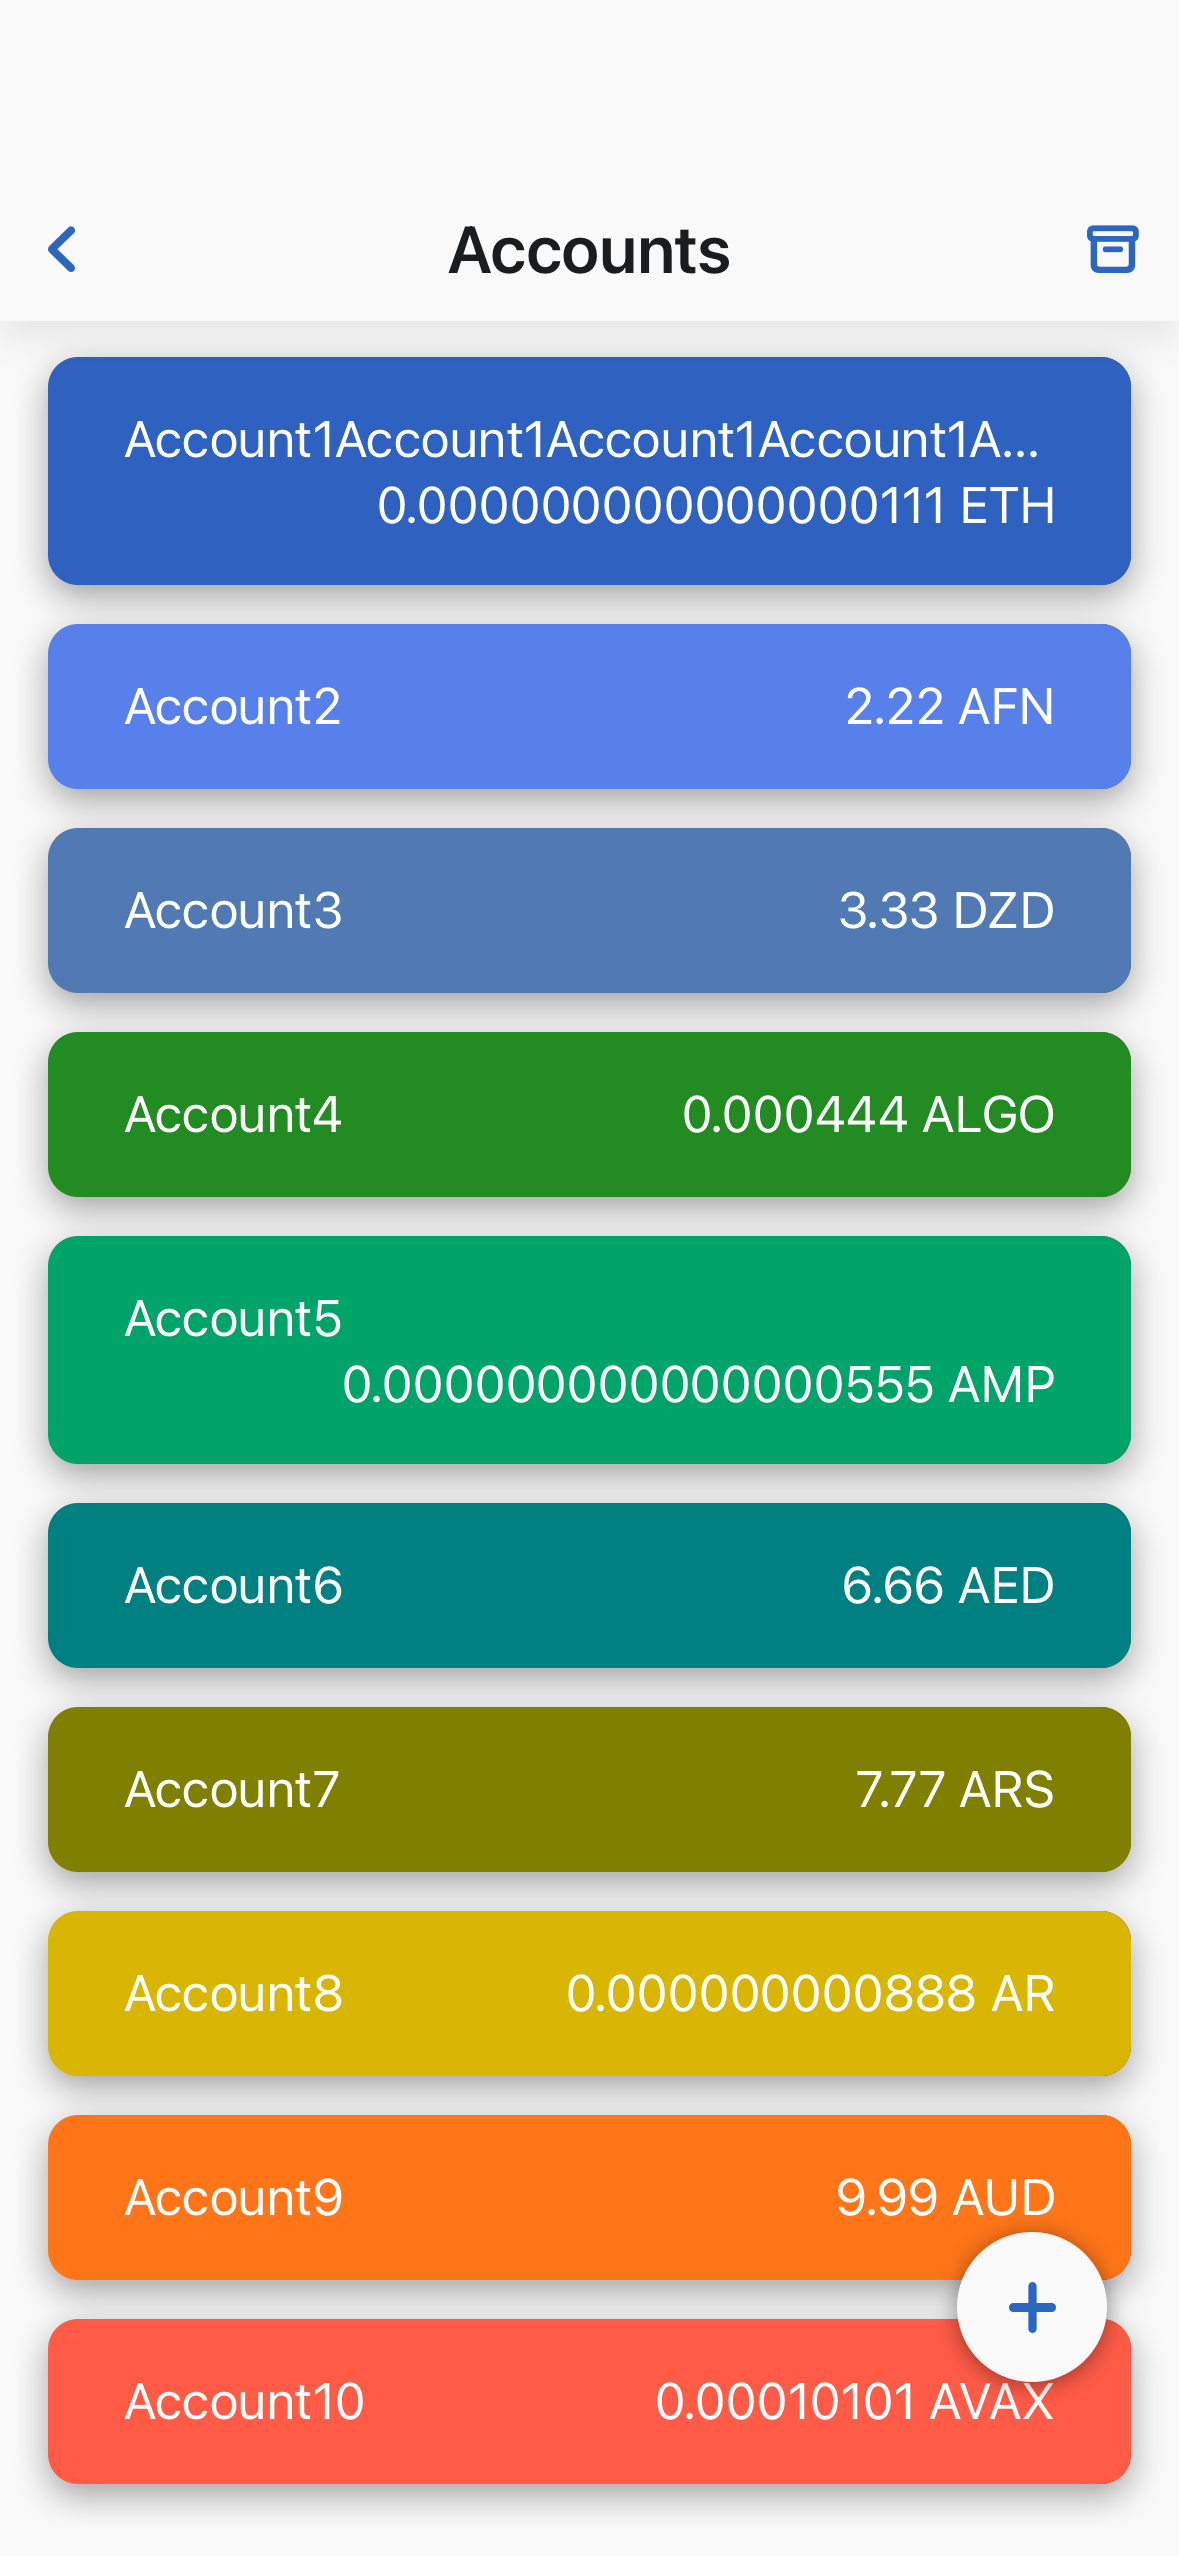 Accounts
Account1Account1Account1Account1A...
0.000000000000000111 ETH
Account2 2.22 AFN
Account3 3.33 DZD
Account4 0.000444 ALGO
Account5
0.000000000000000555 AMP
Account6 6.66 AED
Account7 7.77 ARS
Account8 0.000000000888 AR
Account9 9.99 AUD
Account10 0.00010101 AVAX